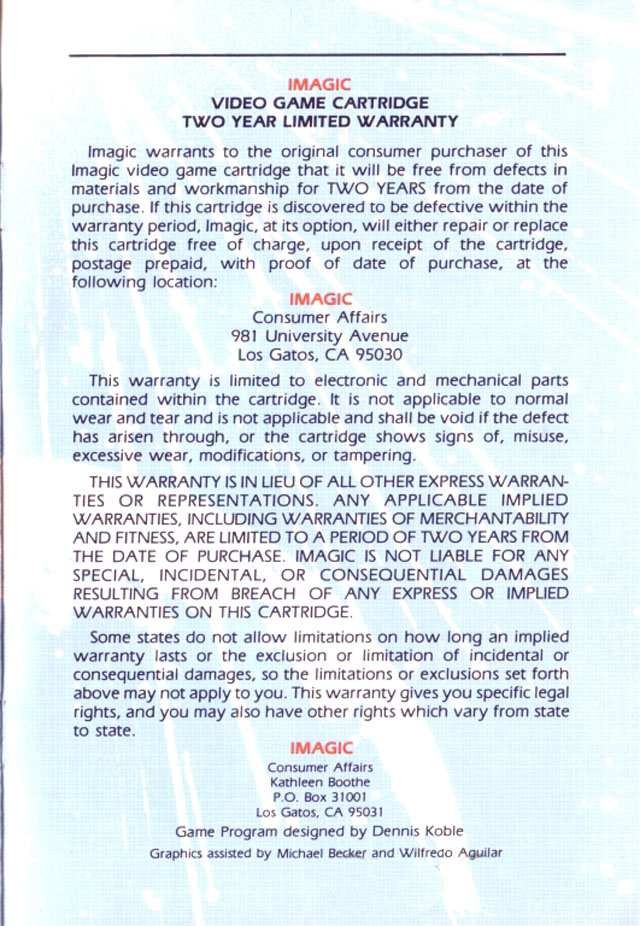 IMAGIC
VIDEO GAME CARTRIDGE
TWO YEAR LIMITED WARRANTY
Imagic warrants to the original consumer purchaser of this
Imagic video game cartridge that it will be free from defects in
materials and workmanship for TWO YEARS from the date of
purchase. If this cartridge is discovered to be defective within the
warranty period, Imagic, at its option, will either repair or replace
this cartridge free of charge, upon receipt of the cartridge,
postage prepaid, with proof of date of purchase, at the
following location:
IMAGIC
Consumer Affairs
981 University Avenue
Los Gatos, CA 95030
This warranty is limited to electronic and mechanical parts
contained within the cartridge. It is not applicable to normal
wear and tear and is not applicable and shall be void if the defect
has arisen through, or the cartridge shows signs of, misuse,
excessive wear, modifications, or tampering.
THIS WARRANTY IS IN LIEU OF ALL OTHER EXPRESS WARRAN-
TIES OR REPRESENTATIONS. ANY APPLICABLE IMPLIED
WARRANTIES, INCLUDING WARRANTIES OF MERCHANTABILITY
AND FITNESS, ARE LIMITED TO A PERIOD OF TWO YEARS FROM
THE DATE OF PURCHASE. IMAGIC IS NOT LIABLE FOR ANY
SPECIAL, INCIDENTAL, OR CONSEQUENTIAL DAMAGES
RESULTING FROM BREACH OF ANY EXPRESS OR IMPLIED
WARRANTIES ON THIS CARTRIDGE.
Some states do not allow limitations on how long an implied
warranty lasts or the exclusion or limitation of incidental or
consequential damages, so the limitations or exclusions set forth
above may not apply to you. This warranty gives you specific legal
rights, and you may also have other rights which vary from state
to state.
IMAGIC
Consumer Affairs
Kathleen Boothe
P.O. Box 31001
Los Gatos, CA 95031
Game Program designed by Dennis Koble
Graphics assisted by Michael Becker and Wilfredo Aguilar